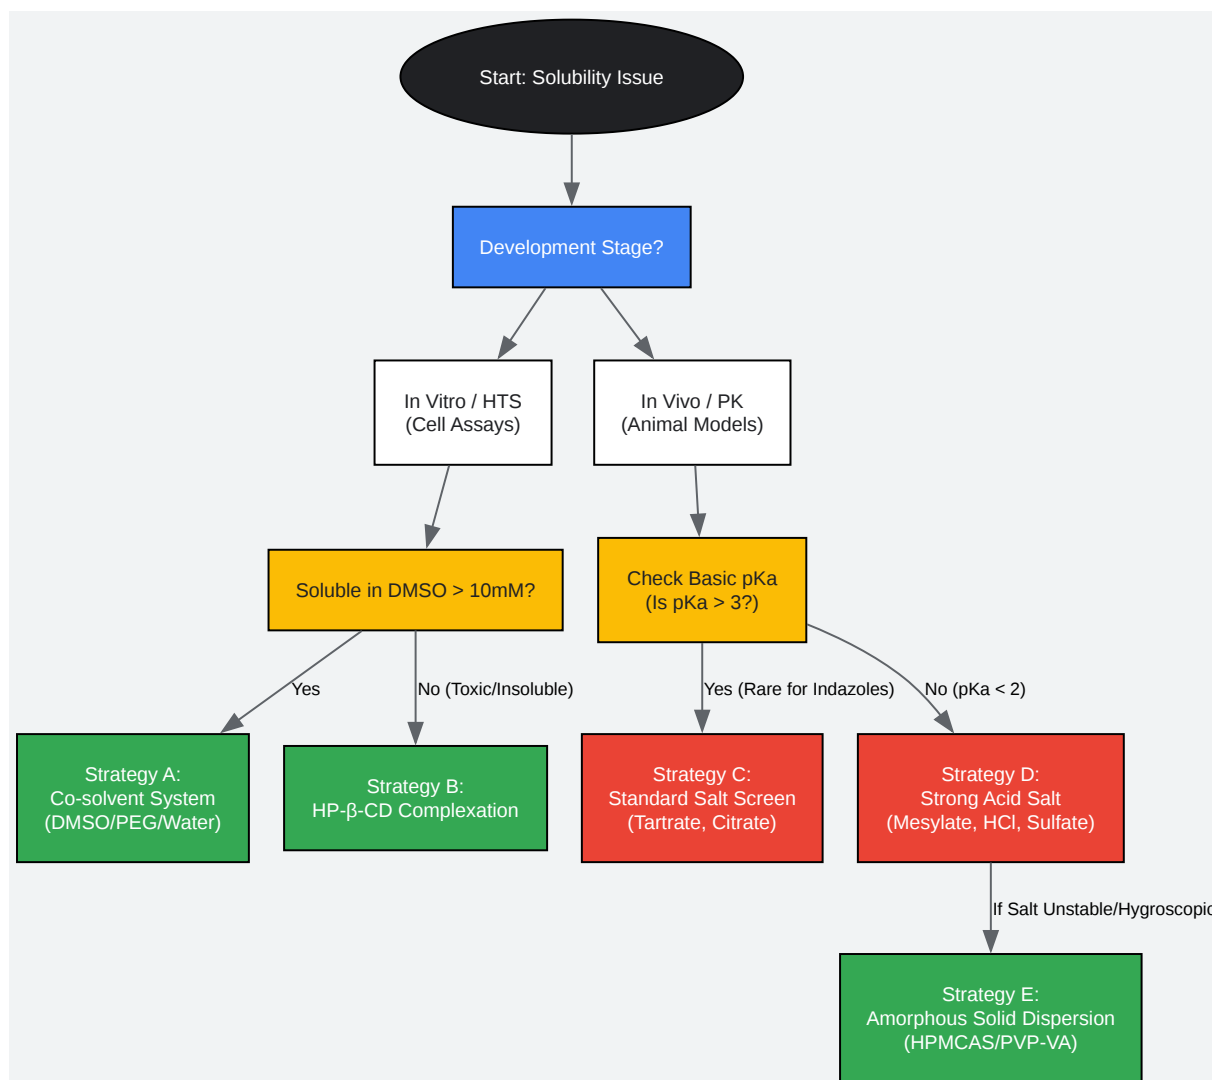 Start: Solubility Issue
Development Stage?
In Vitro / HTS
(Cell Assays)
In Vivo / PK
(Animal Models)
Soluble in DMSO > 10mM?
Check Basic pKa
(Is pKa > 3?)
Yes
No (Toxic/Insoluble)
Yes (Rare for Indazoles)
No (pKa < 2)
Strategy A:
Co-solvent System
(DMSO/PEG/Water)
Strategy B:
HP-β-CD Complexation
Strategy C:
Standard Salt Screen
(Tartrate, Citrate)
Strategy D:
Strong Acid Salt
(Mesylate, HCl, Sulfate)
If Salt Unstable/Hygroscopic
Strategy E:
Amorphous Solid Dispersion
(HPMCAS/PVP-VA)